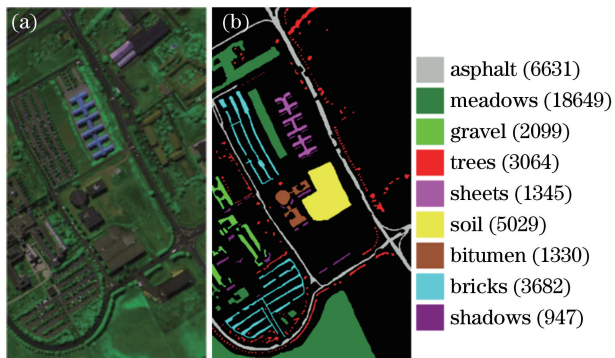 (a)
(b)
asphalt (6631)
meadows (18649)
gravel (2099)
trees (3064)
sheets (1345)
soil (5029)
bitumen (1330)
bricks (3682)
shadows (947)